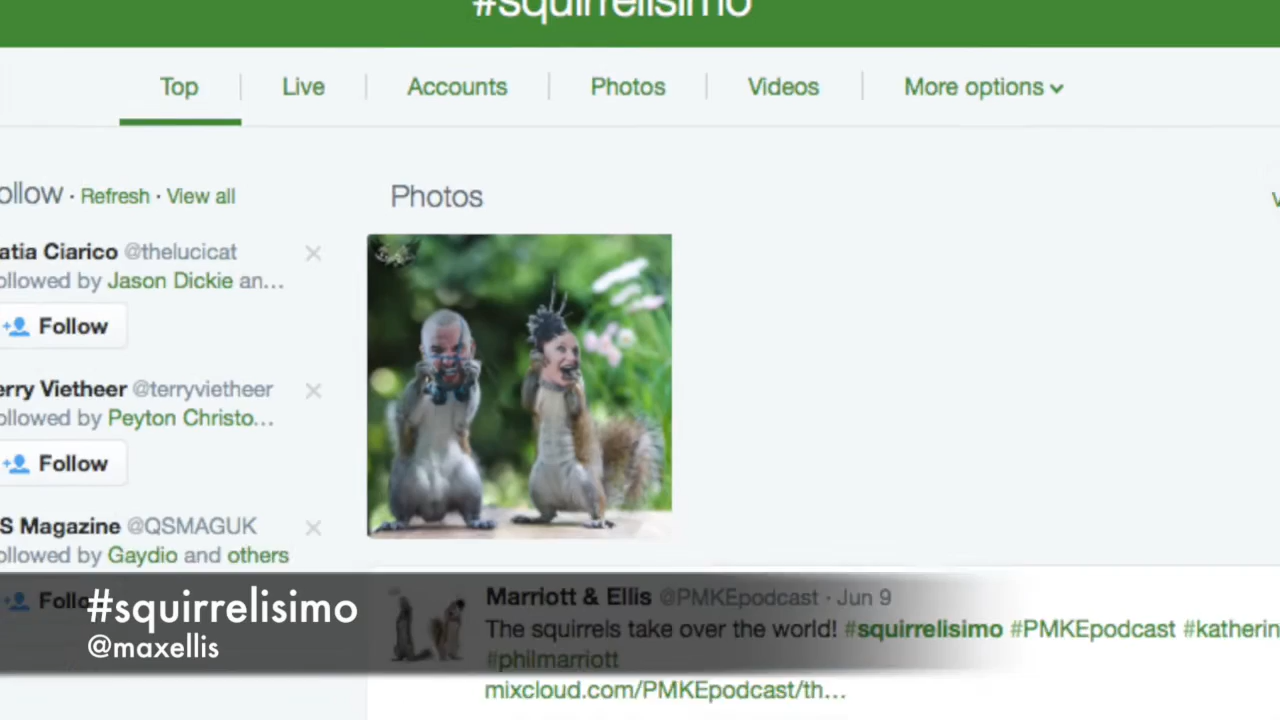 #squirrelisimo
Top
Live
Accounts
Photos
Videos
More options
ollow · Refresh · View all
Photos
atia Ciarico @thelucicat
ollowed by Jason Dickie an...
Follow
erry Vietheer @terryvietheer
ollowed by Peyton Christo...
Follow
S Magazine @QSMAGUK
ollowed by Gaydio and others
Follo
#squirrelisimo
@maxellis
Marriott & Ellis @PMKEpodcast · Jun 9
The squirrels take over the world! #squirrelisimo #PMKEpodcast #katherin
#philmarriott
mixcloud.com/PMKEpodcast/th...